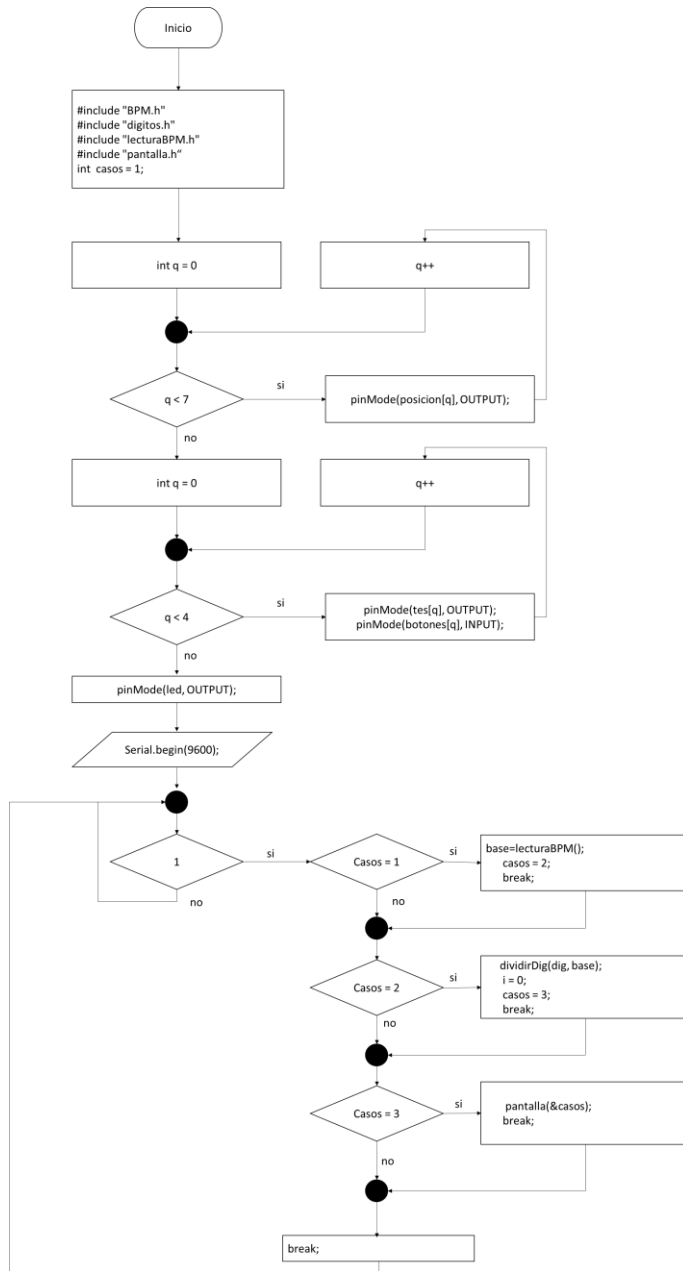 Inicio
#include "BPM.h"
#include "digitos.h"
#include "lecturaBPM.h"
#include "pantalla.h“
int casos = 1;
int q = 0
q++
q < 7
si
pinMode(posicion[q], OUTPUT);
no
int q = 0
q++
q < 4
si
pinMode(tes[q], OUTPUT);
pinMode(botones[q], INPUT);
no
pinMode(led, OUTPUT);
Serial.begin(9600);
1
si
no
Casos = 1
si
base=lecturaBPM();
casos = 2;
break;
no
Casos = 2
si
dividirDig(dig, base);
i = 0;
casos = 3;
break;
no
Casos = 3
si
pantalla(&casos);
break;
no
break;